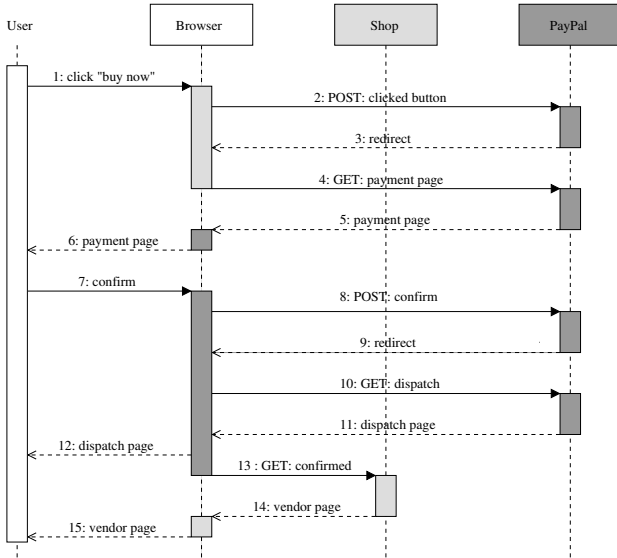 User
Browser
Shop
PayPal
1: click "buy now"
2: POST: clicked button
3: redirect
4: GET: payment page
5: payment page
6: payment page
7: confirm
8: POST: confirm
9: redirect
10: GET: dispatch
11: dispatch page
12: dispatch page
13 : GET: confirmed
14: vendor page
15: vendor page